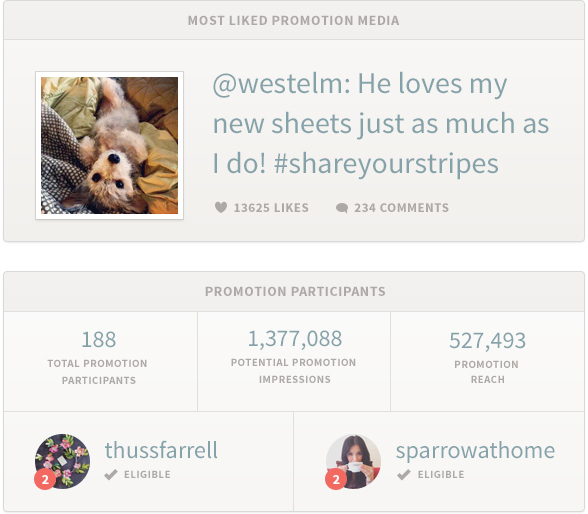 MOST LIKED PROMOTION MEDIA
@westelm: He loves my
new sheets just as much as
I do! #shareyourstripes
13625 LIKES 234 COMMENTS
PROMOTION PARTICIPANTS
188
TOTAL PROMOTION
PARTICIPANTS
1,377,088
POTENTIAL PROMOTION
IMPRESSIONS
527,493
PROMOTION
REACH
thussfarrell
2
ELIGIBLE
sparrowathome
2
ELIGIBLE